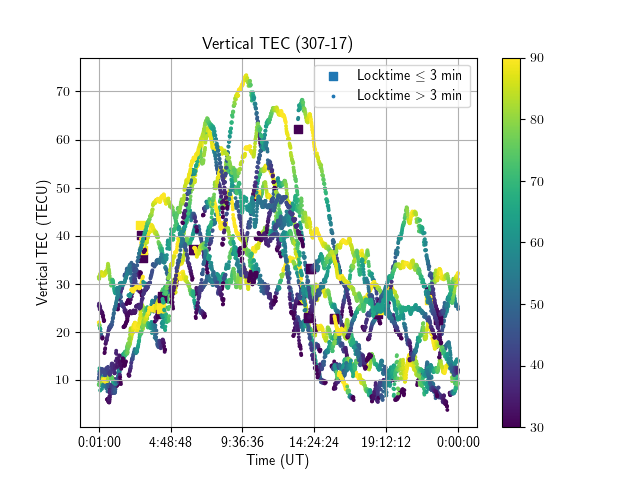 Vertical TEC (307-17)
Locktime ≤ 3 min
Locktime > 3 min
Vertical TEC (TECU)
70
60
50
40
30
20
10
0:01:00 4:48:48 9:36:36 14:24:24 19:12:12 0:00:00
Time (UT)
90
80
70
60
50
40
30